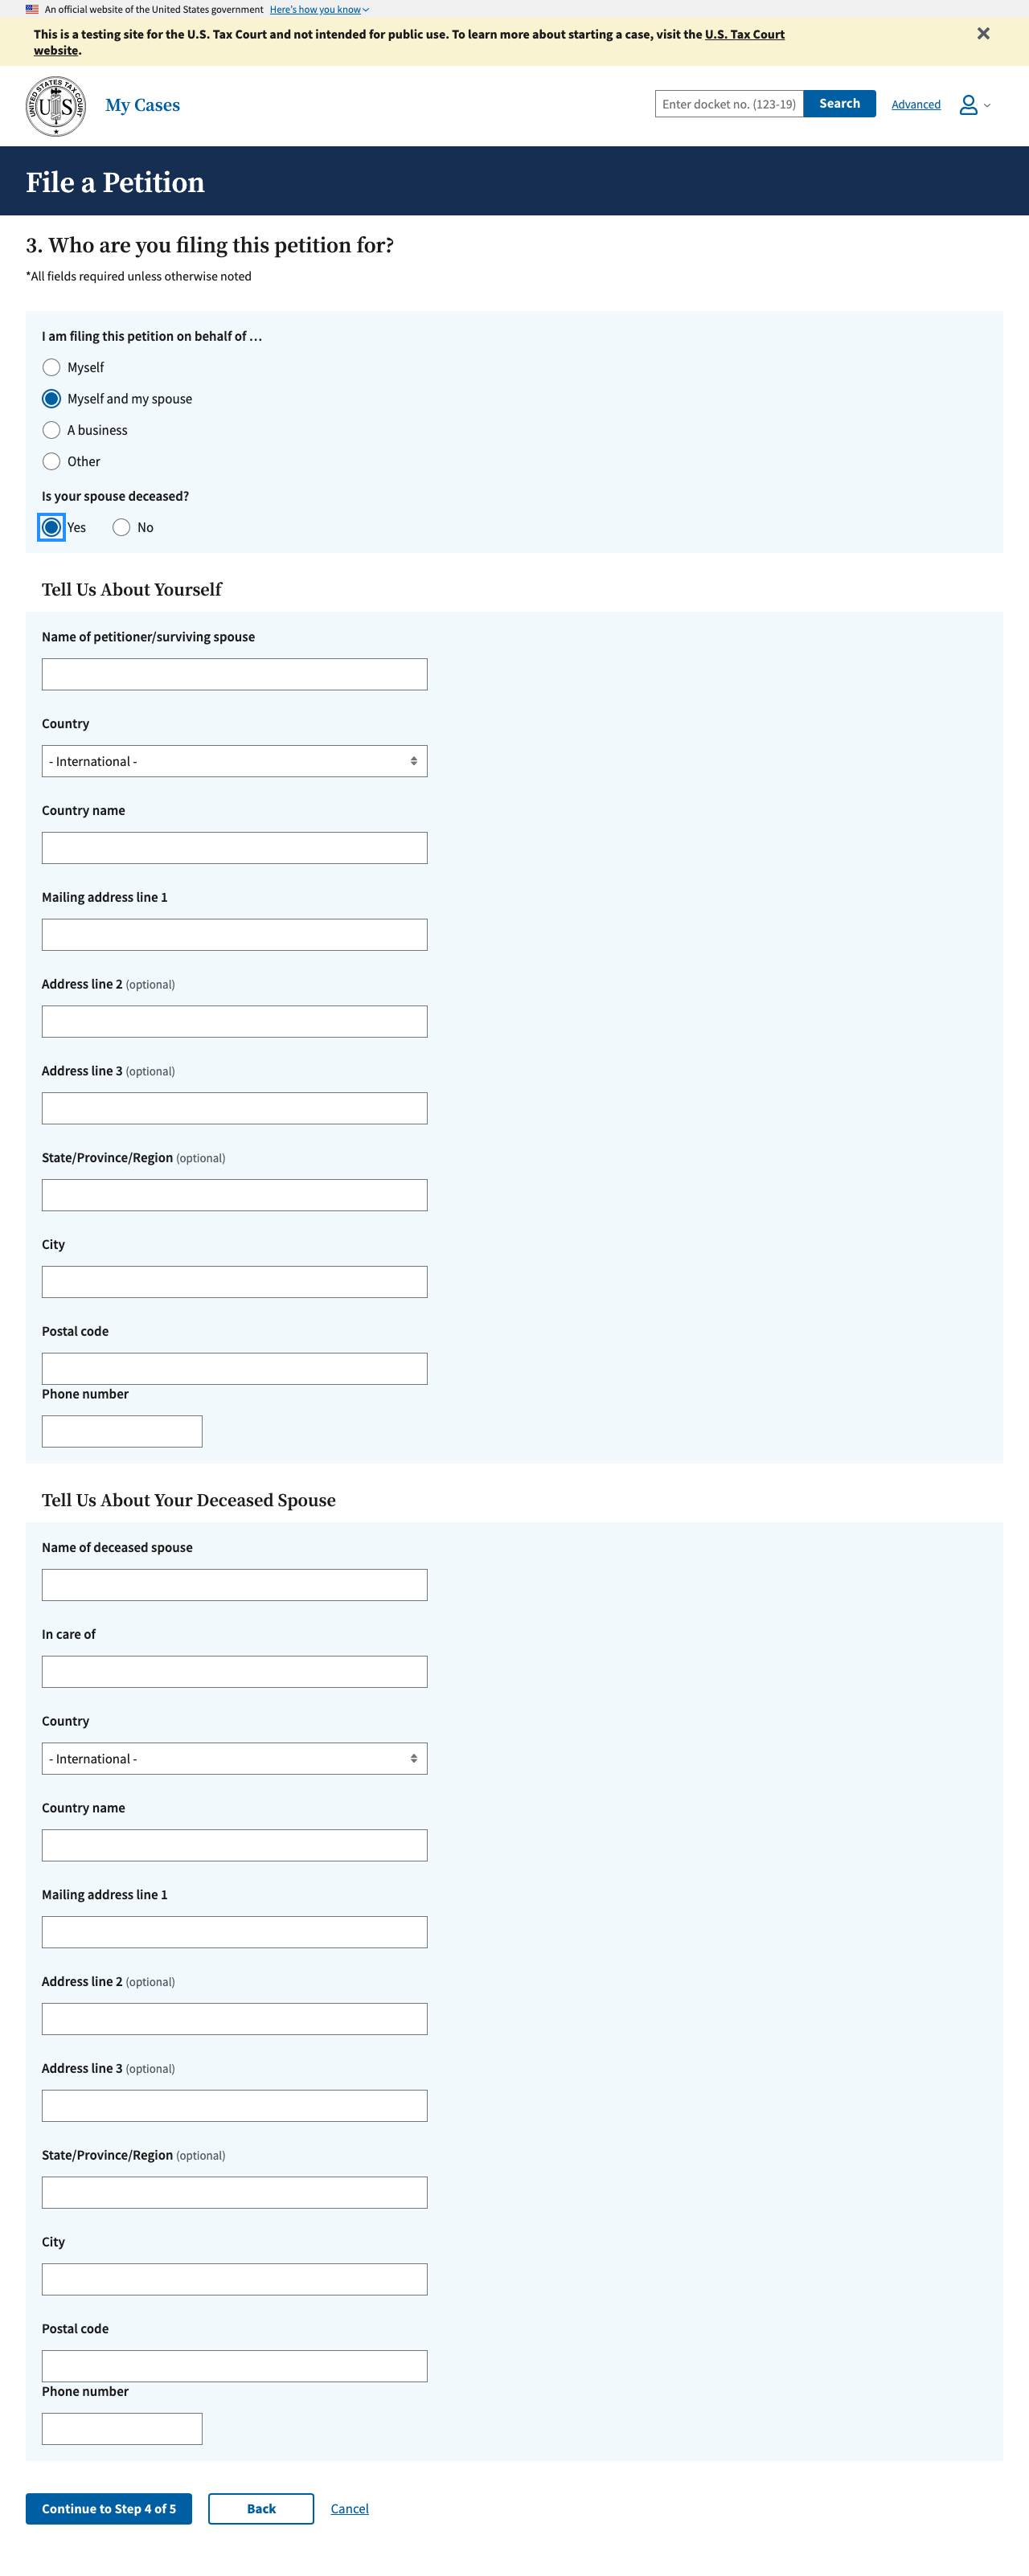 An official website of the United States government Here's how you know
This is a testing site for the U.S. Tax Court and not intended for public use. To learn more about starting a case, visit the U.S. Tax Court
website.
UNITED STATES TAX COURT
US
My Cases
Enter docket no. (123-19)
Search
Advanced
File a Petition
3. Who are you filing this petition for?
*All fields required unless otherwise noted
I am filing this petition on behalf of …
Myself
Myself and my spouse
A business
Other
Is your spouse deceased?
Yes No
Tell Us About Yourself
Name of petitioner/surviving spouse
Country
- International -
Country name
Mailing address line 1
Address line 2 (optional)
Address line 3 (optional)
State/Province/Region (optional)
City
Postal code
Phone number
Tell Us About Your Deceased Spouse
Name of deceased spouse
In care of
Country
- International -
Country name
Mailing address line 1
Address line 2 (optional)
Address line 3 (optional)
State/Province/Region (optional)
City
Postal code
Phone number
Continue to Step 4 of 5
Back
Cancel